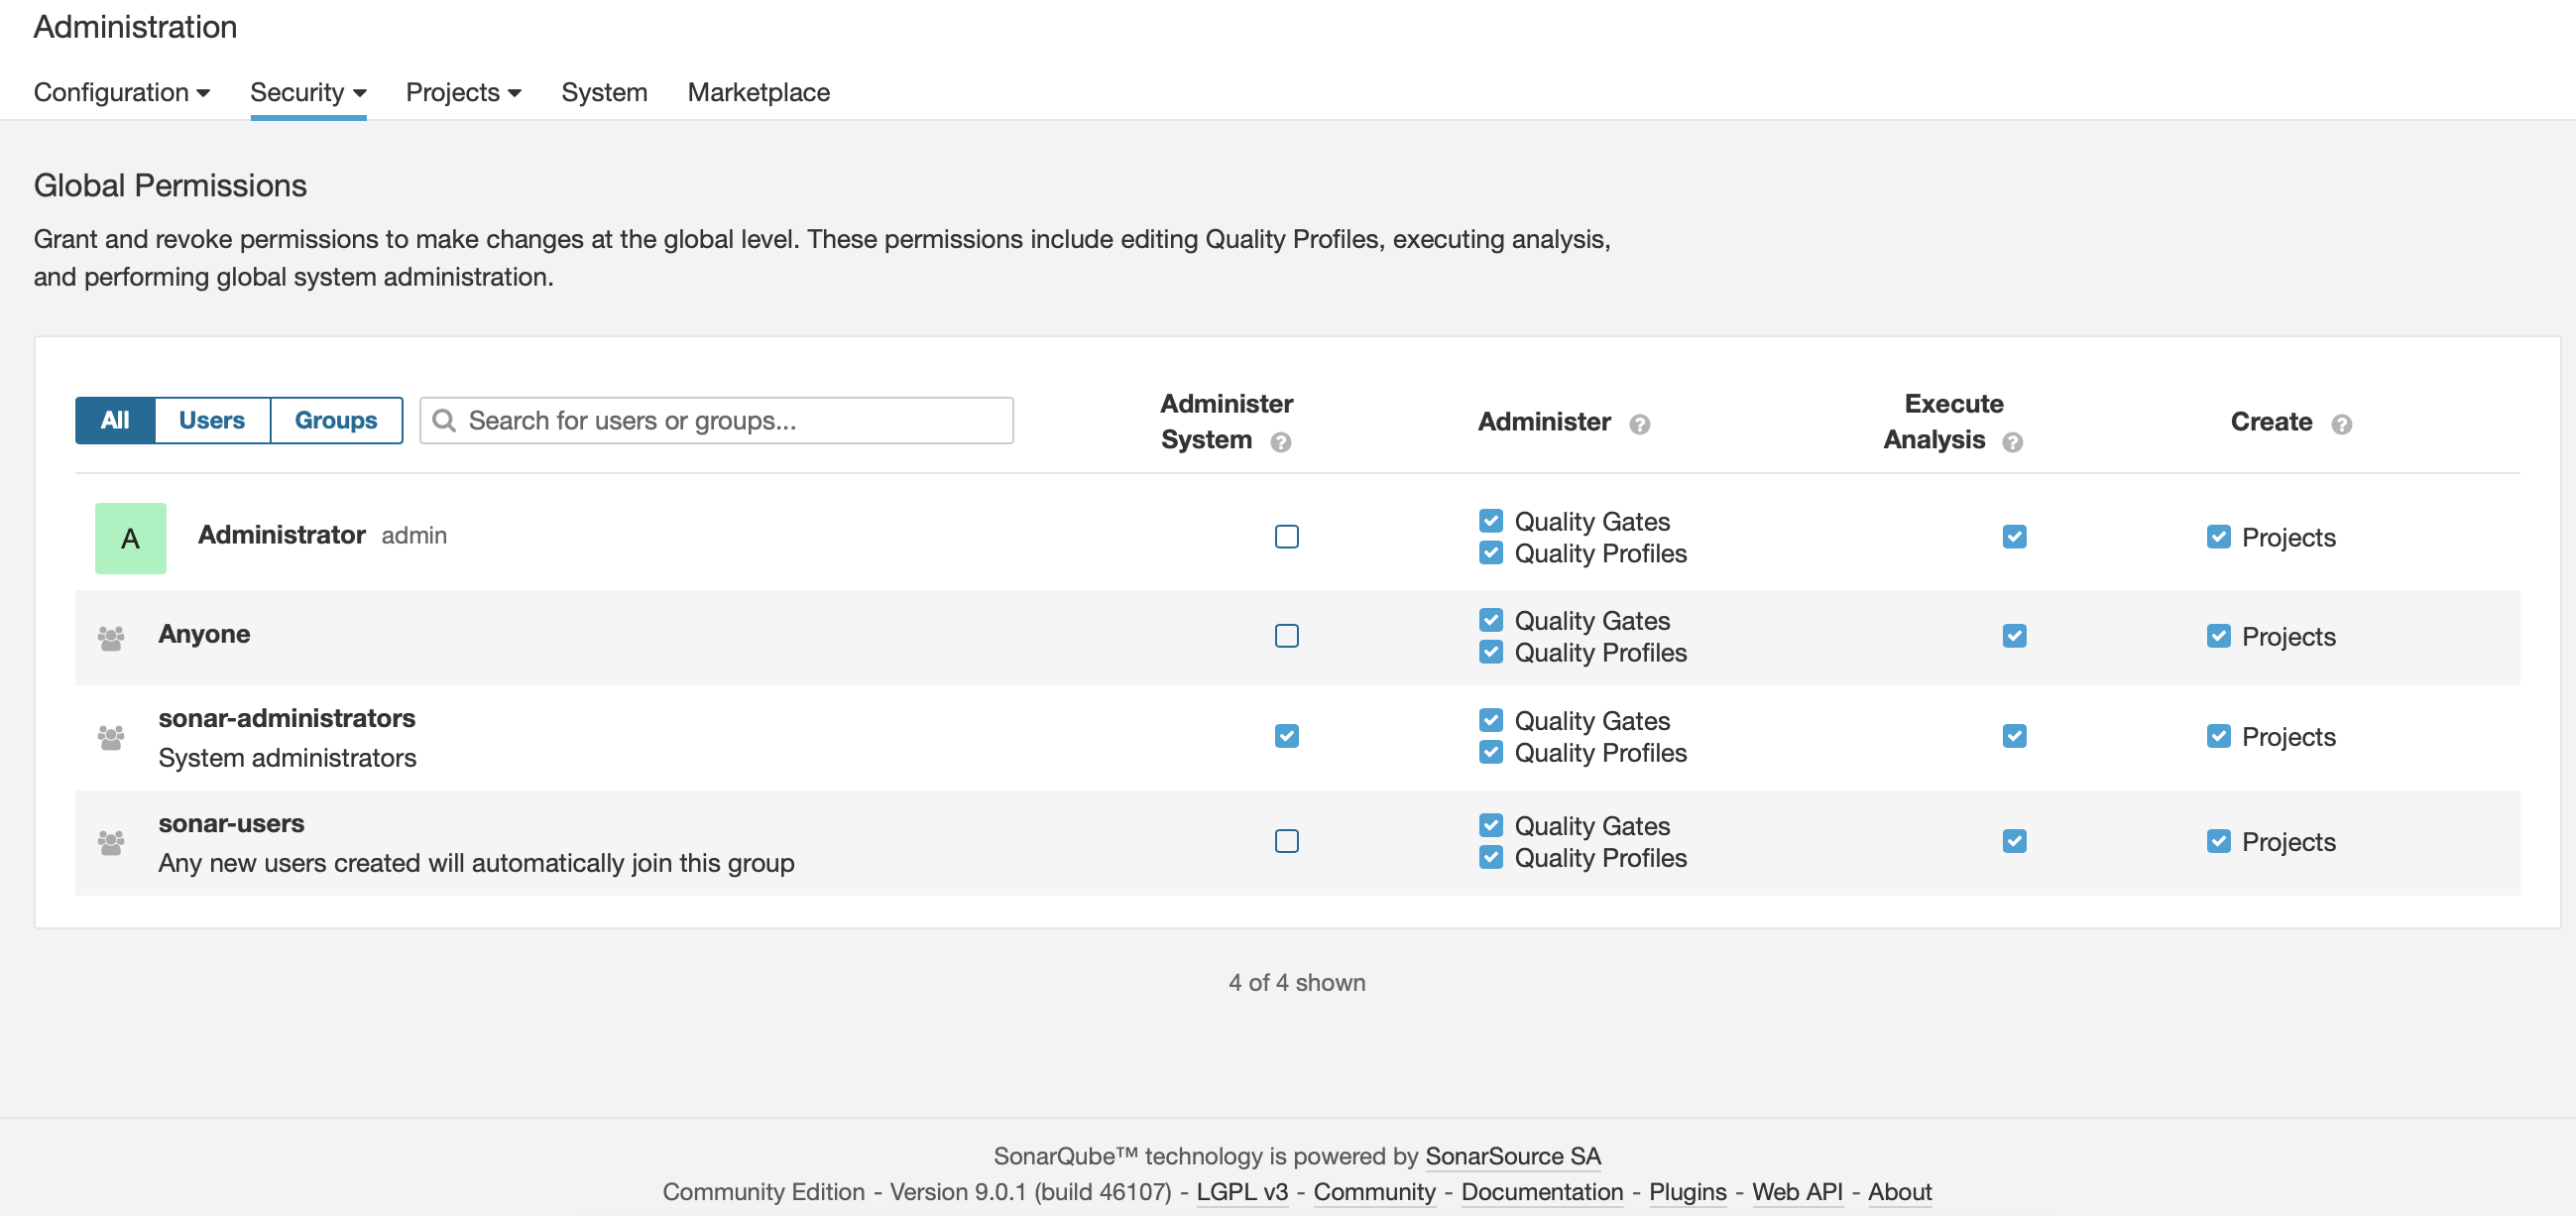 Administration
Configuration Security Projects System Marketplace
Global Permissions
Grant and revoke permissions to make changes at the global level. These permissions include editing Quality Profiles, executing analysis,
and performing global system administration.
All Users Groups Search for users or groups...
Administer
System ?
Administer ?
Execute
Analysis ?
Create ?
A Administrator admin
Quality Gates
Quality Profiles
Projects
Anyone
Quality Gates
Quality Profiles
Projects
sonar-administrators
System administrators
Quality Gates
Quality Profiles
Projects
sonar-users
Any new users created will automatically join this group
Quality Gates
Quality Profiles
Projects
4 of 4 shown
SonarQube™ technology is powered by SonarSource SA
Community Edition - Version 9.0.1 (build 46107) - LGPL v3 - Community - Documentation - Plugins - Web API - About